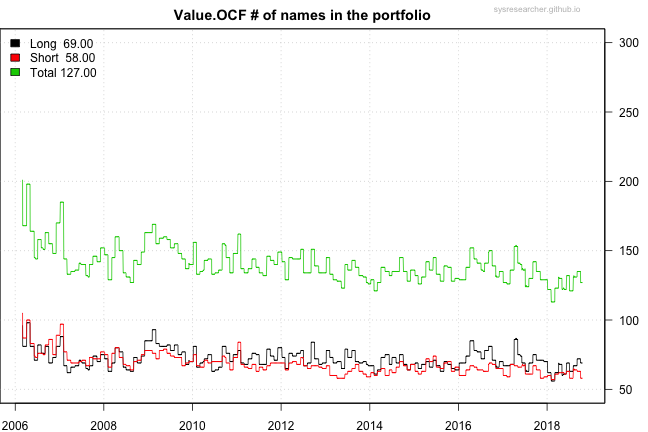 Value.OCF # of names in the portfolio
sysresearcher.github.io
Long 69.00
Short 58.00
Total 127.00
300
250
200
150
100
50
2006 2008 2010 2012 2014 2016 2018